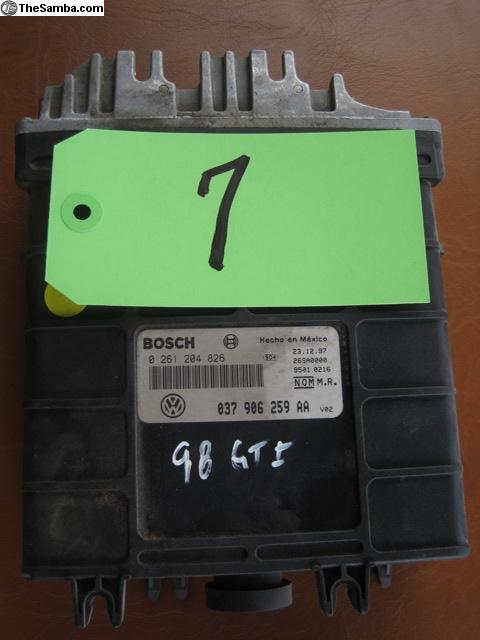 TheSamba.com
7
BOSCH Hecho en México
0 261 204 826 23.12.97
26SA0000
9501 0216
NOM M.R.
037 906 259 AA V02
98 GTI